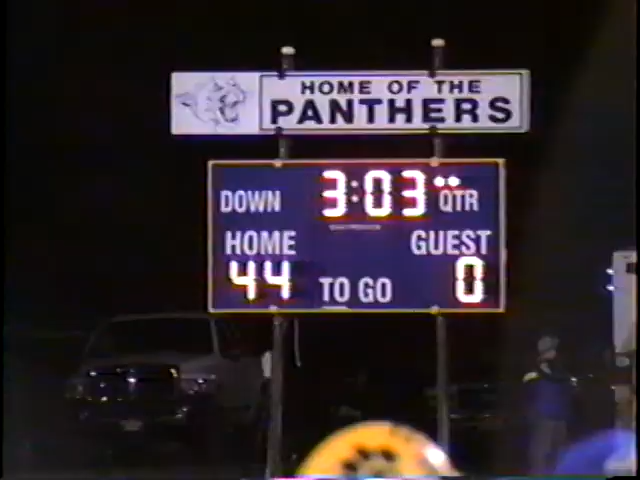 HOME OF THE
PANTHERS
DOWN 3:03 QTR
HOME GUEST
44 TO GO 0